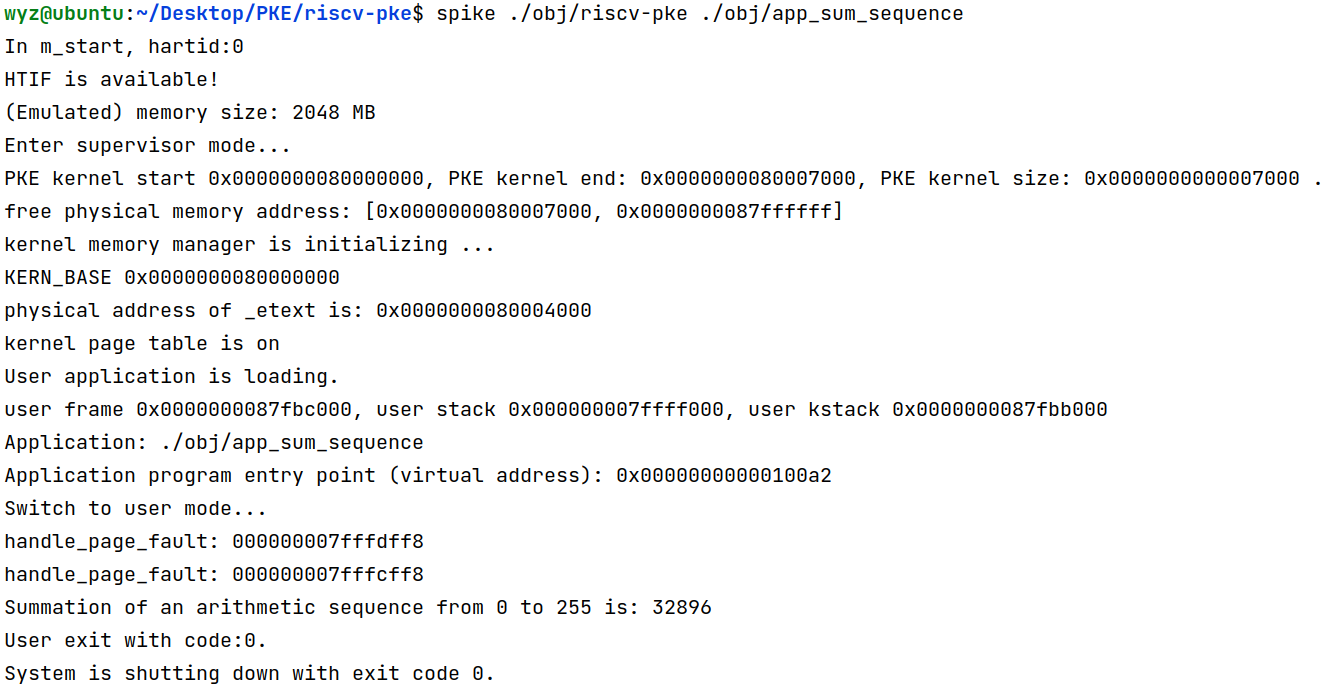 wyz@ubuntu:~/Desktop/PKE/riscv-pke$ spike ./obj/riscv-pke ./obj/app_sum_sequence
In m_start, hartid:0
HTIF is available!
(Emulated) memory size: 2048 MB
Enter supervisor mode...
PKE kernel start 0x0000000080000000, PKE kernel end: 0x0000000080007000, PKE kernel size: 0x0000000000007000 .
free physical memory address: [0x0000000080007000, 0x0000000087ffffff]
kernel memory manager is initializing ...
KERN_BASE 0x0000000080000000
physical address of _etext is: 0x0000000080004000
kernel page table is on
User application is loading.
user frame 0x0000000087fbc000, user stack 0x000000007ffff000, user kstack 0x0000000087fbb000
Application: ./obj/app_sum_sequence
Application program entry point (virtual address): 0x00000000000100a2
Switch to user mode...
handle_page_fault: 000000007fffdff8
handle_page_fault: 000000007fffcff8
Summation of an arithmetic sequence from 0 to 255 is: 32896
User exit with code:0.
System is shutting down with exit code 0.